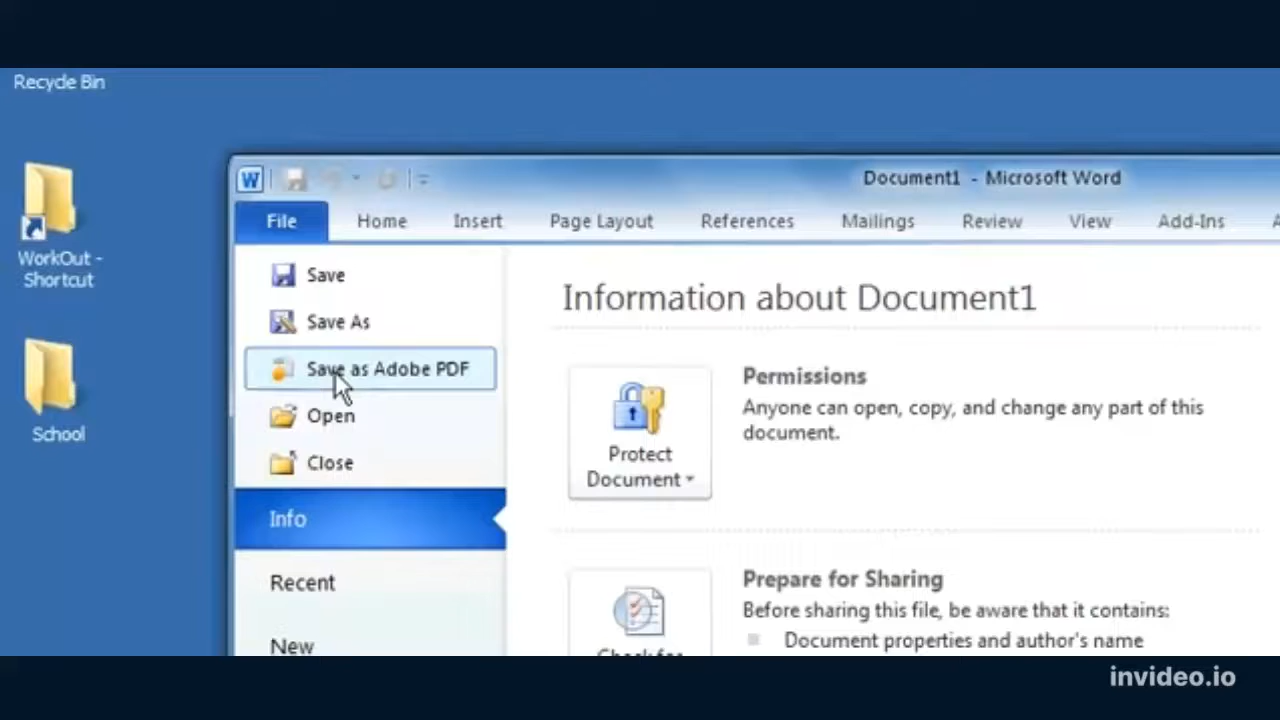 Recycle Bin
WorkOut -
Shortcut
School
W
Document1 - Microsoft Word
File Home Insert Page Layout References Mailings Review View Add-Ins
Save
Save As
Save as Adobe PDF
Open
Close
Info
Recent
New
Information about Document1
Protect
Document
Permissions
Anyone can open, copy, and change any part of this
document.
Prepare for Sharing
Before sharing this file, be aware that it contains:
Document properties and author's name
Check for
invideo.io